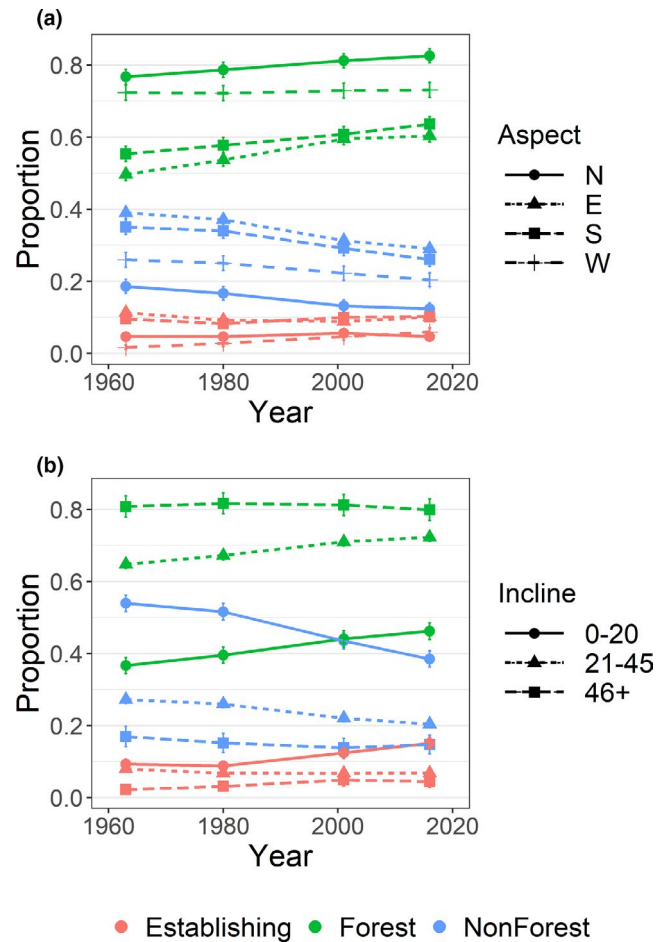 (a)
0.8
0.6
0.4
0.2
0.0
Proportion
1960 1980 2000 2020
Year
Aspect
N
E
S
W
(b)
0.8
0.6
0.4
0.2
0.0
Proportion
1960 1980 2000 2020
Year
Incline
0-20
21-45
46+
Establishing Forest NonForest